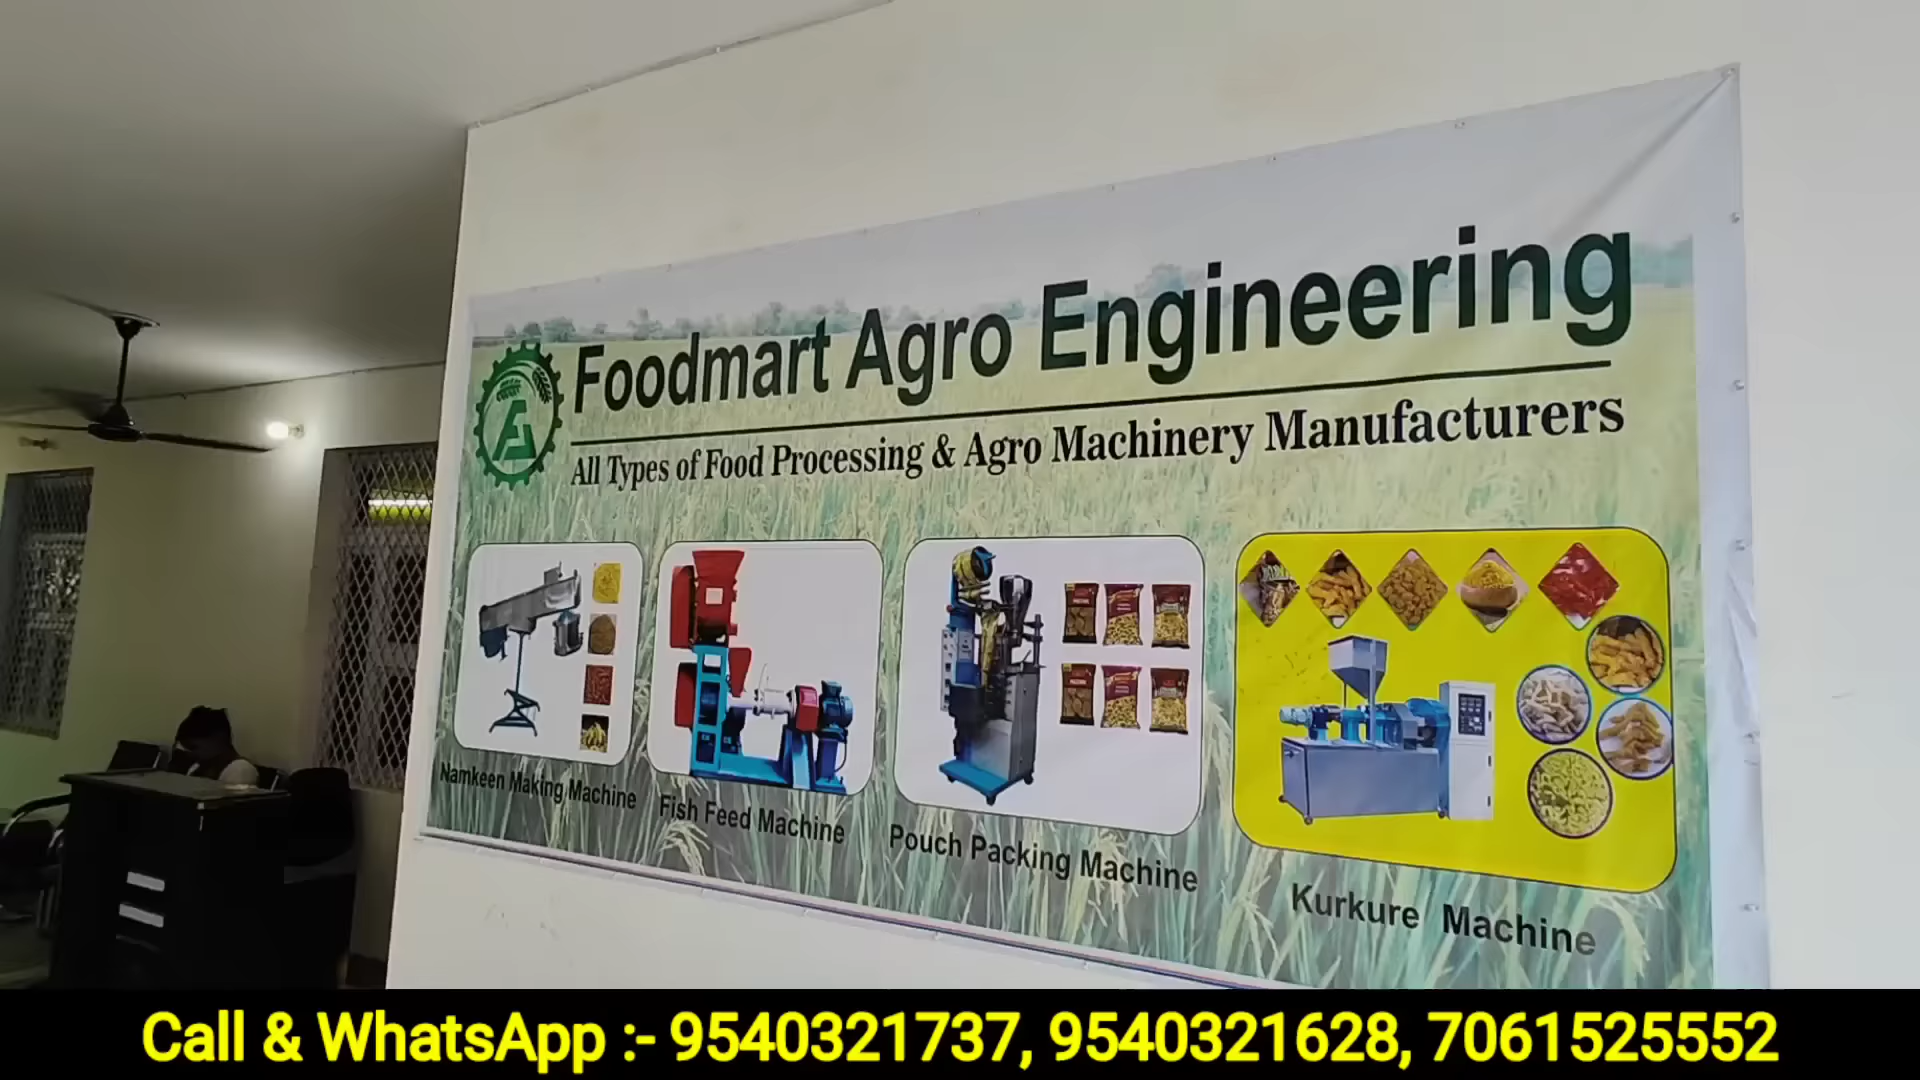 Foodmart Agro Engineering
All Types of Food Processing & Agro Machinery Manufacturers
Namkeen Making Machine
Fish Feed Machine
Pouch Packing Machine
Kurkure Machine
Call & WhatsApp :- 9540321737, 9540321628, 7061525552